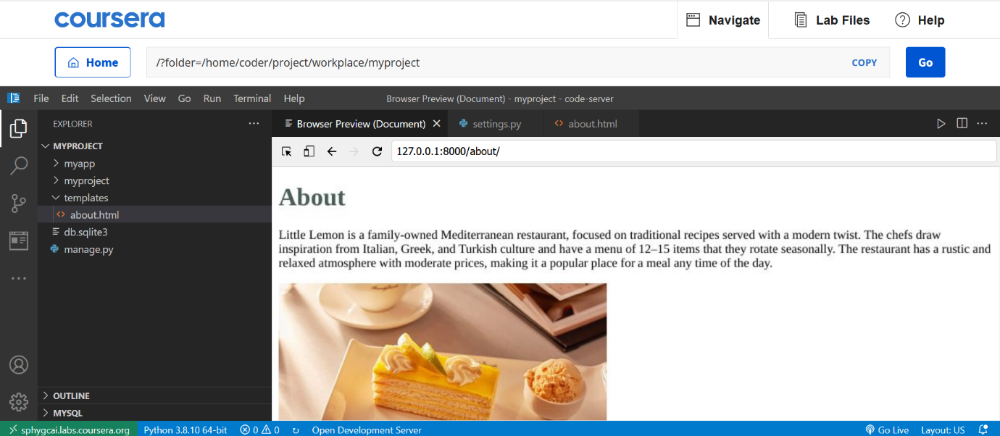 coursera
Navigate
Lab Files
Help
Home
/?folder=/home/coder/project/workplace/myproject
COPY
Go
File Edit Selection View Go Run Terminal Help
Browser Preview (Document) - myproject - code-server
EXPLORER
Browser Preview (Document)
settings.py
about.html
MYPROJECT
myapp
myproject
templates
about.html
db.sqlite3
manage.py
OUTLINE
MYSQL
127.0.0.1:8000/about/
About
Little Lemon is a family-owned Mediterranean restaurant, focused on traditional recipes served with a modern twist. The chefs draw
inspiration from Italian, Greek, and Turkish culture and have a menu of 12–15 items that they rotate seasonally. The restaurant has a rustic and
relaxed atmosphere with moderate prices, making it a popular place for a meal any time of the day.
sphygcai.labs.coursera.org Python 3.8.10 64-bit 0 0 Open Development Server Go Live Layout: US